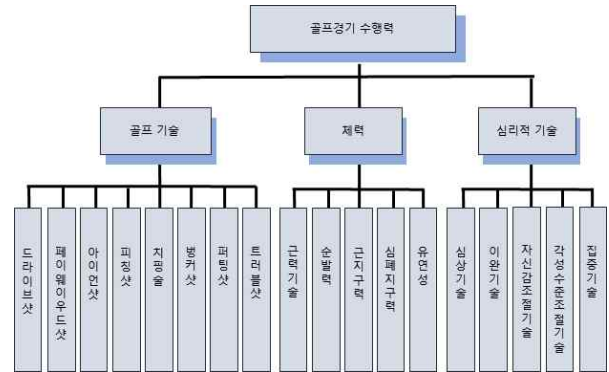 골프경기 수행력
골프 기술
체력
심리적 기술
드라이브샷
페이웨이우드샷
아이언샷
피칭샷
치핑술
벙커샷
퍼팅샷
트러블샷
근력기술
순발력
근지구력
심폐지구력
유연성
심상기술
이완기술
자신감조절기술
각성수준조절기술
집중기술